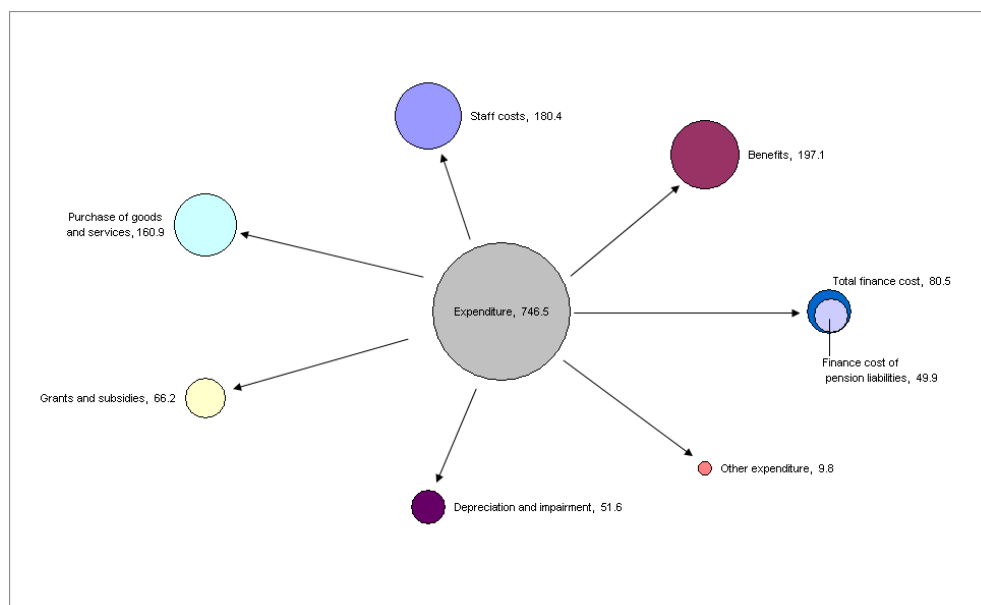 Staff costs, 180.4
Benefits, 197.1
Purchase of goods
and services, 160.9
Total finance cost, 80.5
Expenditure, 746.5
Finance cost of
pension liabilities, 49.9
Grants and subsidies, 66.2
Other expenditure, 9.8
Depreciation and impairment, 51.6